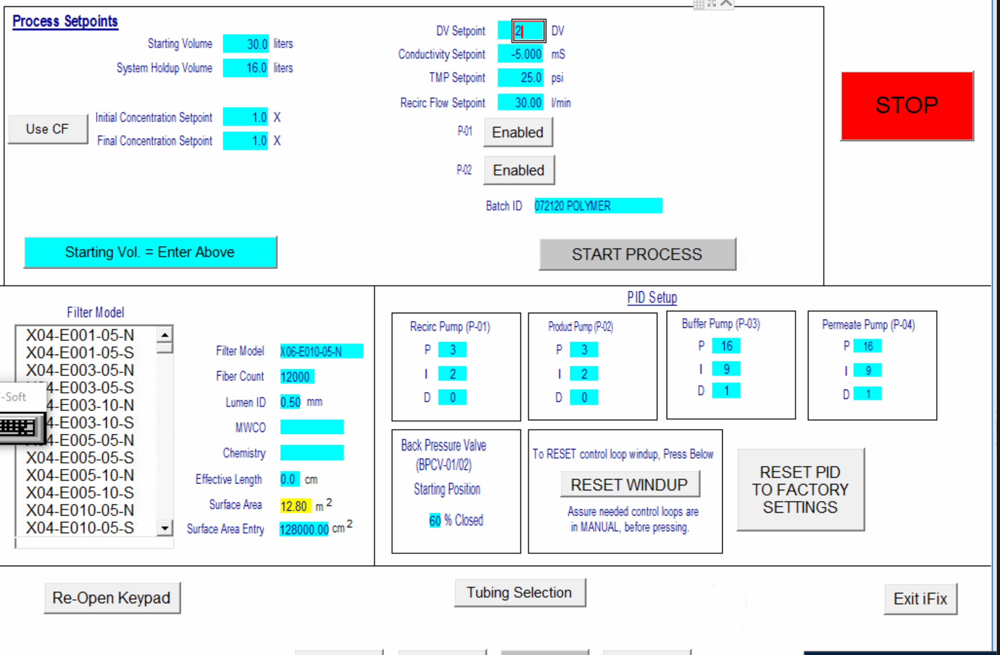 Process Setpoints
Starting Volume 30.0 liters
System Holdup Volume 16.0 liters
Use CF
Initial Concentration Setpoint 1.0 X
Final Concentration Setpoint 1.0 X
Starting Vol. = Enter Above
DV Setpoint 2 DV
Conductivity Setpoint -5.000 mS
TMP Setpoint 25.0 psi
Recirc Flow Setpoint 30.00 l/min
P-01 Enabled
P-02 Enabled
Batch ID 072120 POLYMER
START PROCESS
STOP
Filter Model
X04-E001-05-N
X04-E001-05-S
X04-E003-05-N
4-E003-05-S
4-E003-10-N
4-E003-10-S
4-E005-05-N
X04-E005-05-S
X04-E005-10-N
X04-E005-10-S
X04-E010-05-N
X04-E010-05-S
-Soft
Filter Model X06-E010-05-N
Fiber Count 12000
Lumen ID 0.50 mm
MWCO
Chemistry
Effective Length 0.0 cm
Surface Area 12.80 m 2
Surface Area Entry 128000.00 cm 2
PID Setup
Recirc Pump (P-01)
P 3
I 2
D 0
Product Pump (P-02)
P 3
I 2
D 0
Buffer Pump (P-03)
P 16
I 9
D 1
Permeate Pump (P-04)
P 16
I 9
D 1
Back Pressure Valve
(BPCV-01/02)
Starting Position
60 % Closed
To RESET control loop windup, Press Below
RESET WINDUP
Assure needed control loops are
in MANUAL, before pressing.
RESET PID
TO FACTORY
SETTINGS
Re-Open Keypad
Tubing Selection
Exit iFix